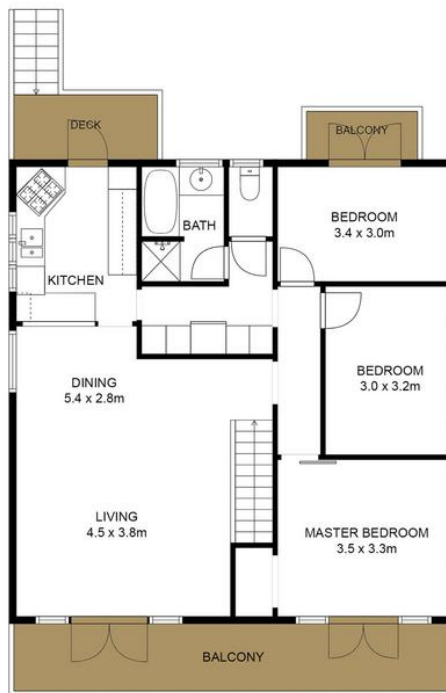 DECK
BALCONY
BATH
BEDROOM
3.4 x 3.0m
KITCHEN
BEDROOM
3.0 x 3.2m
DINING
5.4 x 2.8m
LIVING
4.5 x 3.8m
MASTER BEDROOM
3.5 x 3.3m
BALCONY